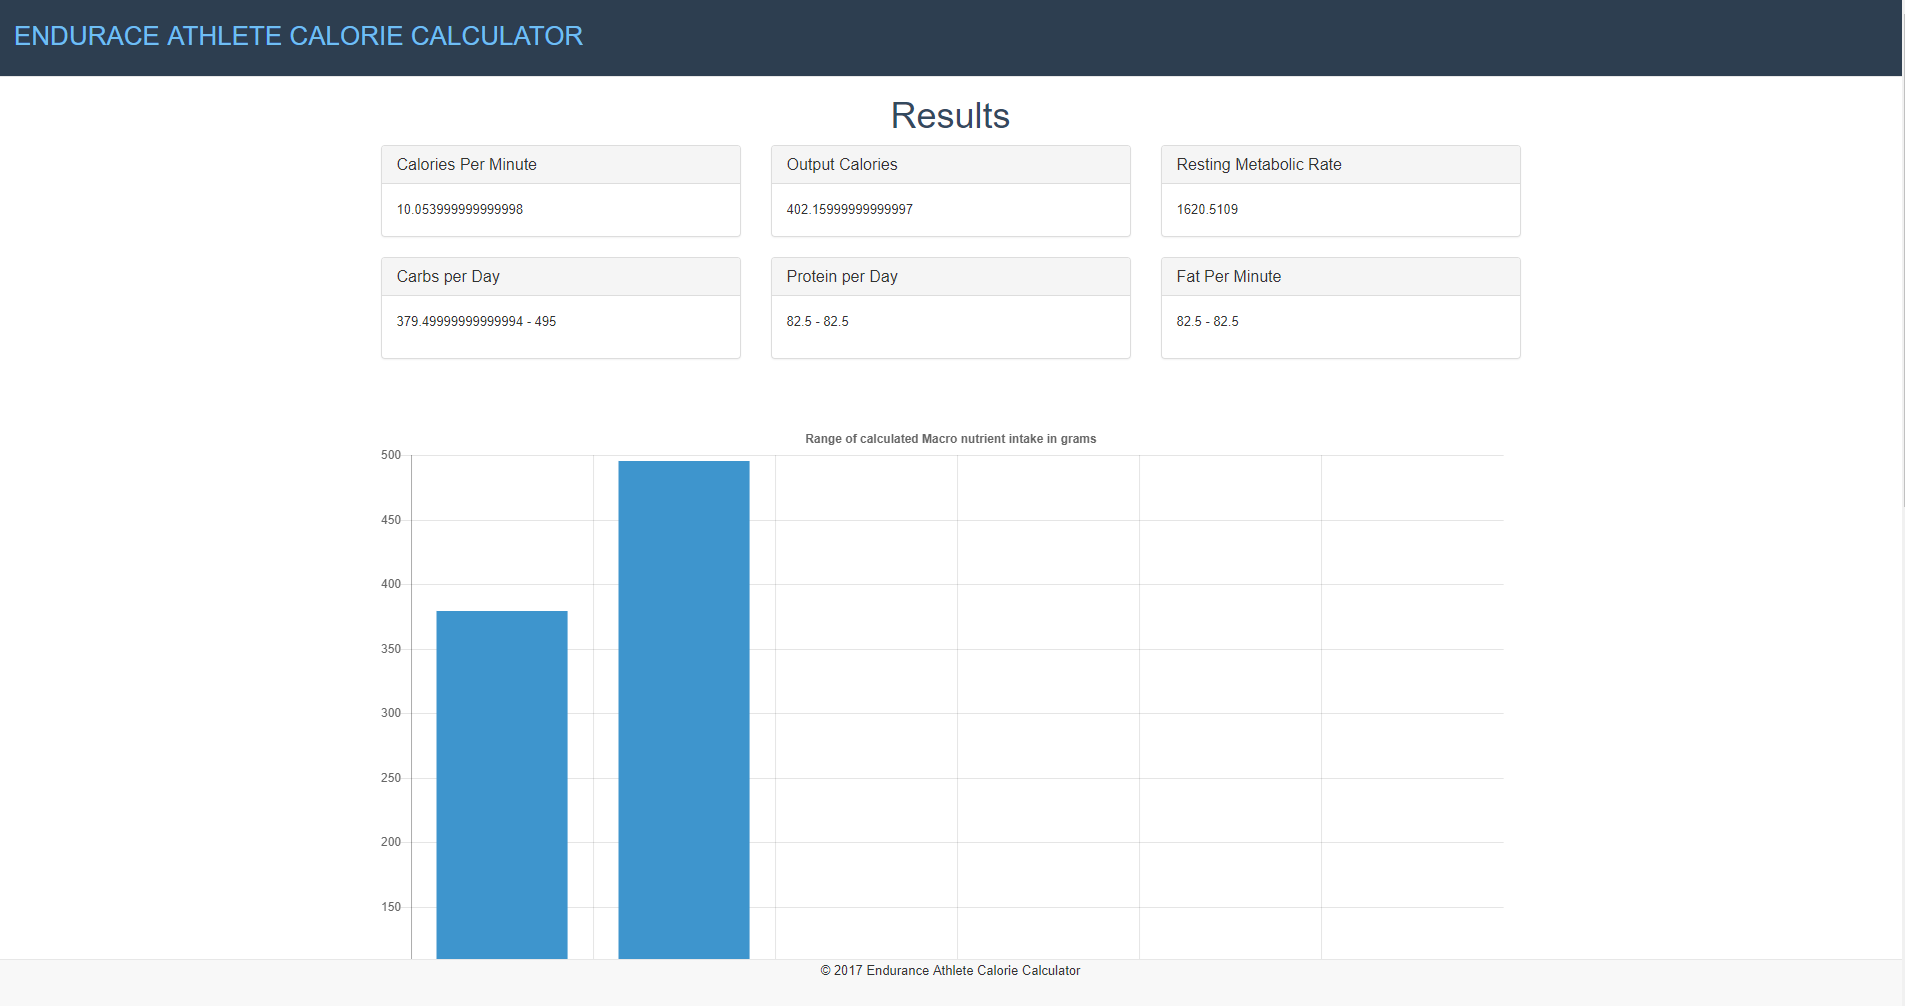 ENDURACE ATHLETE CALORIE CALCULATOR
Results
Calories Per Minute
10.053999999999998
Output Calories
402.15999999999997
Resting Metabolic Rate
1620.5109
Carbs per Day
379.49999999999994 - 495
Protein per Day
82.5 - 82.5
Fat Per Minute
82.5 - 82.5
Range of calculated Macro nutrient intake in grams
500
450
400
350
300
250
200
150
© 2017 Endurance Athlete Calorie Calculator